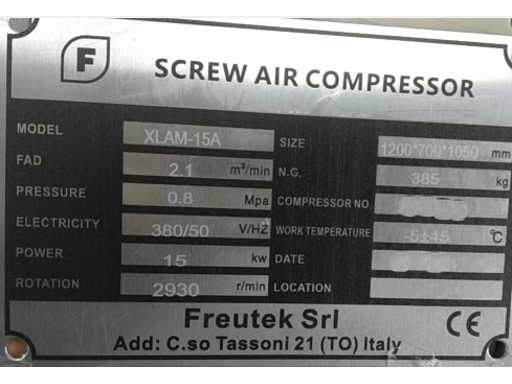 F
SCREW AIR COMPRESSOR
MODEL XLAM-15A SIZE 1200*700*1050 mm
FAD 2.1 m³/min N.G. 385 kg
PRESSURE 0.8 Mpa COMPRESSOR NO.
ELECTRICITY 380/50 V/HZ WORK TEMPERATURE -5±45 °C
POWER 15 kw DATE
ROTATION 2930 r/min LOCATION
Freutek Srl CE
Add: C.so Tassoni 21 (TO) Italy